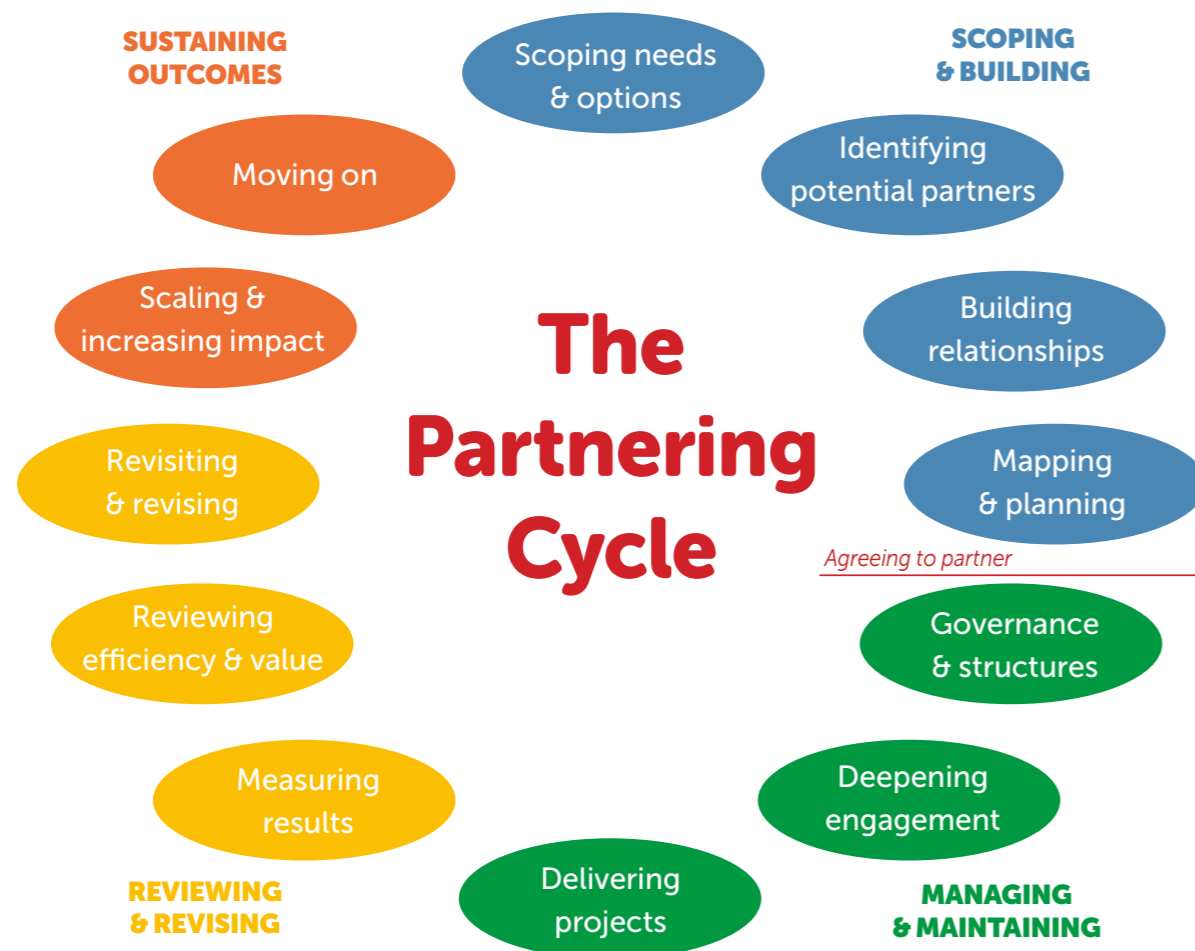 SUSTAINING
OUTCOMES
Scoping needs
& options
SCOPING
& BUILDING
Identifying
potential partners
Building
relationships
Mapping
& planning
Agreeing to partner
Governance
& structures
Deepening
engagement
MANAGING
& MAINTAINING
Delivering
projects
REVIEWING
& REVISING
Measuring
results
Reviewing
efficiency & value
Revisiting
& revising
Scaling &
increasing impact
Moving on
The
Partnering
Cycle